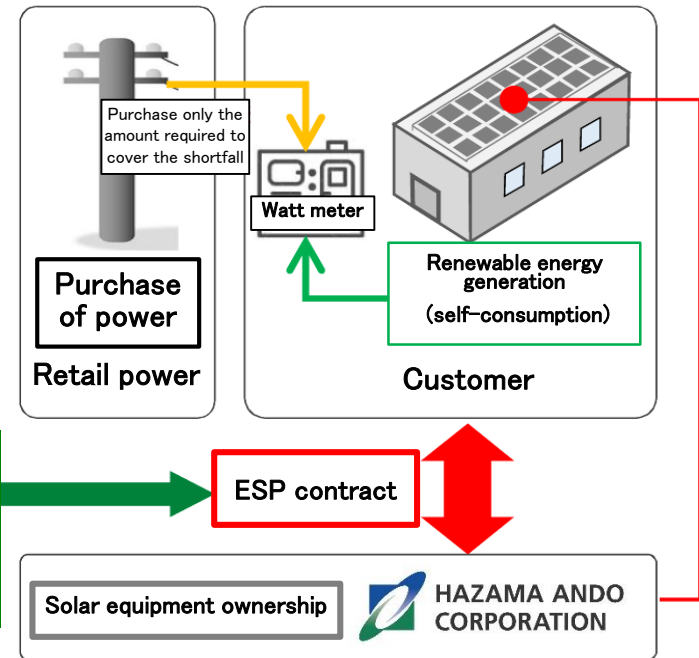 Purchase only the
amount required to
cover the shortfall
Watt meter
Purchase
of power
Renewable energy
generation
(self-consumption)
Retail power
Customer
ESP contract
Solar equipment ownership
HAZAMA ANDO
CORPORATION